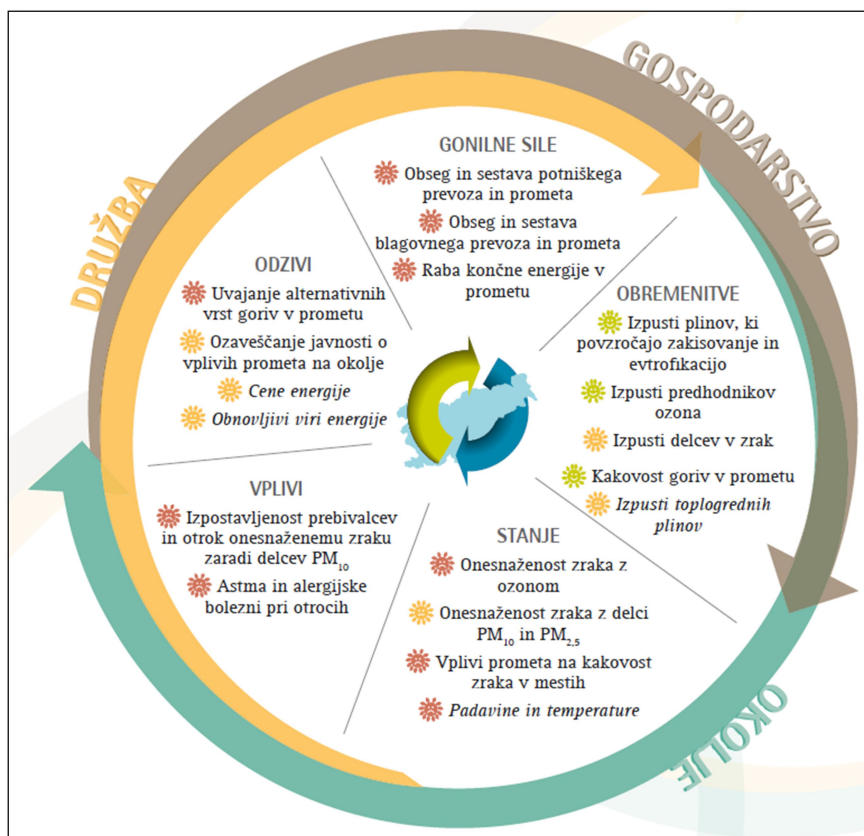 GOSPODARSTVO
DRUŽBA
OKOLJE
GONILNE SILE
Obseg in sestava potniškega
prevoza in prometa
Obseg in sestava
blagovnega prevoza in prometa
Raba končne energije v
prometu
OBREMENITVE
Izpusti plinov, ki
povzročajo zakisovanje in
evtrofikacijo
Izpusti predhodnikov
ozona
Izpusti delcev v zrak
Kakovost goriv v prometu
Izpusti toplogrednih
plinov
STANJE
Onesnaženost zraka z
ozonom
Onesnaženost zraka z delci
PM₁₀ in PM₂,₅
Vplivi prometa na kakovost
zraka v mestih
Padavine in temperature
VPLIVI
Izpostavljenost prebivalcev
in otrok onesnaženemu zraku
zaradi delcev PM₁₀
Astma in alergijske
bolezni pri otrocih
ODZIVI
Uvajanje alternativnih
vrst goriv v prometu
Ozaveščanje javnosti o
vplivih prometa na okolje
Cene energije
Obnovljivi viri energije